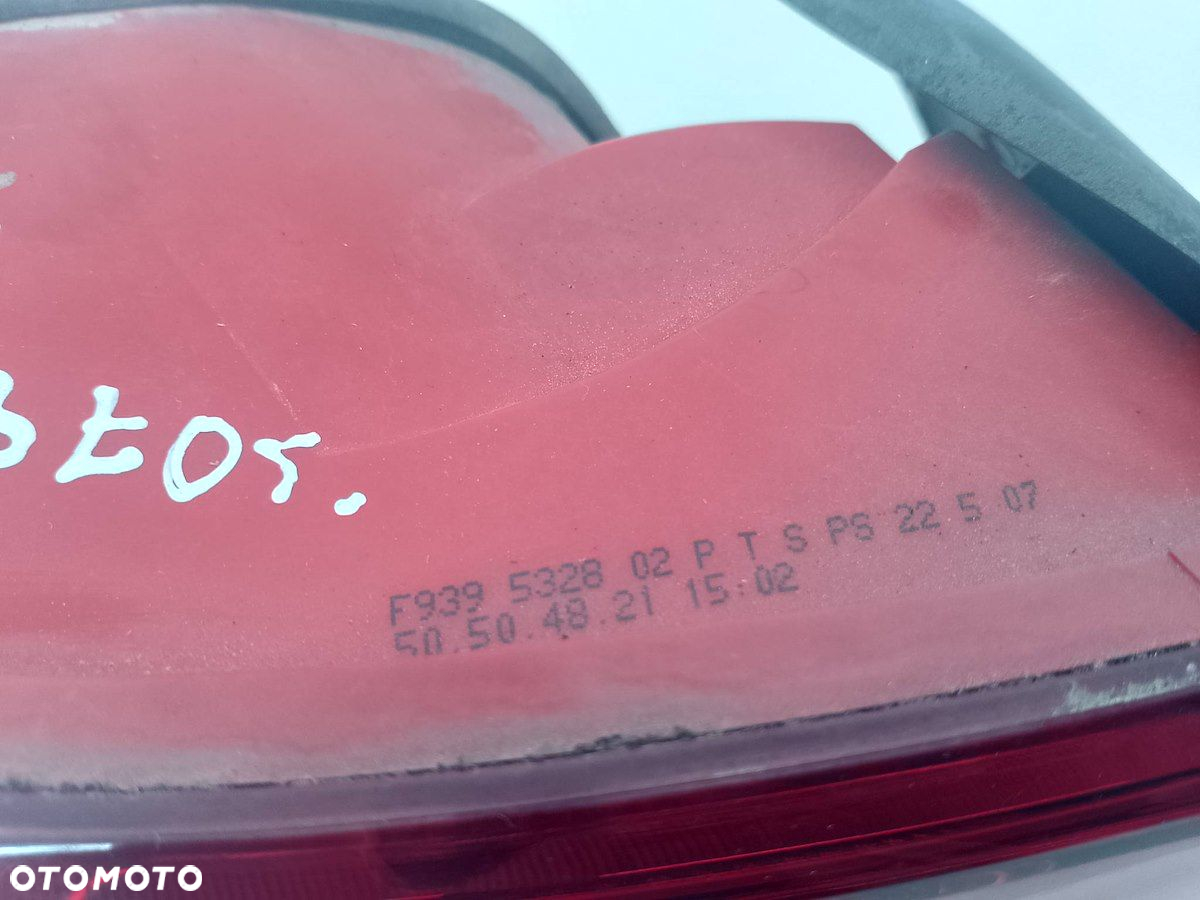 F939 5328 02 P T S PS 22 5 07
50.50.48.21 15:02
OTOMOTO